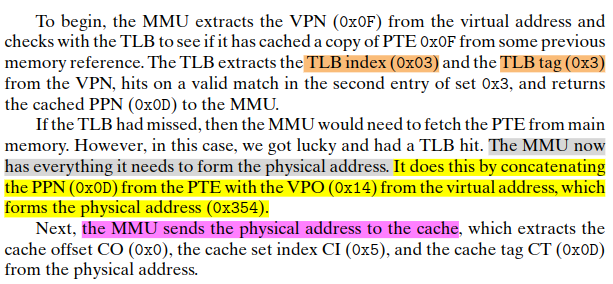 To begin, the MMU extracts the VPN (0x0F) from the virtual address and
checks with the TLB to see if it has cached a copy of PTE 0x0F from some previous
memory reference. The TLB extracts the TLB index (0x03) and the TLB tag (0x3)
from the VPN, hits on a valid match in the second entry of set 0x3, and returns
the cached PPN (0x0D) to the MMU.
If the TLB had missed, then the MMU would need to fetch the PTE from main
memory. However, in this case, we got lucky and had a TLB hit. The MMU now
has everything it needs to form the physical address. It does this by concatenating
the PPN (0x0D) from the PTE with the VPO (0x14) from the virtual address, which
forms the physical address (0x354).
Next, the MMU sends the physical address to the cache, which extracts the
cache offset CO (0x0), the cache set index CI (0x5), and the cache tag CT (0x0D)
from the physical address.